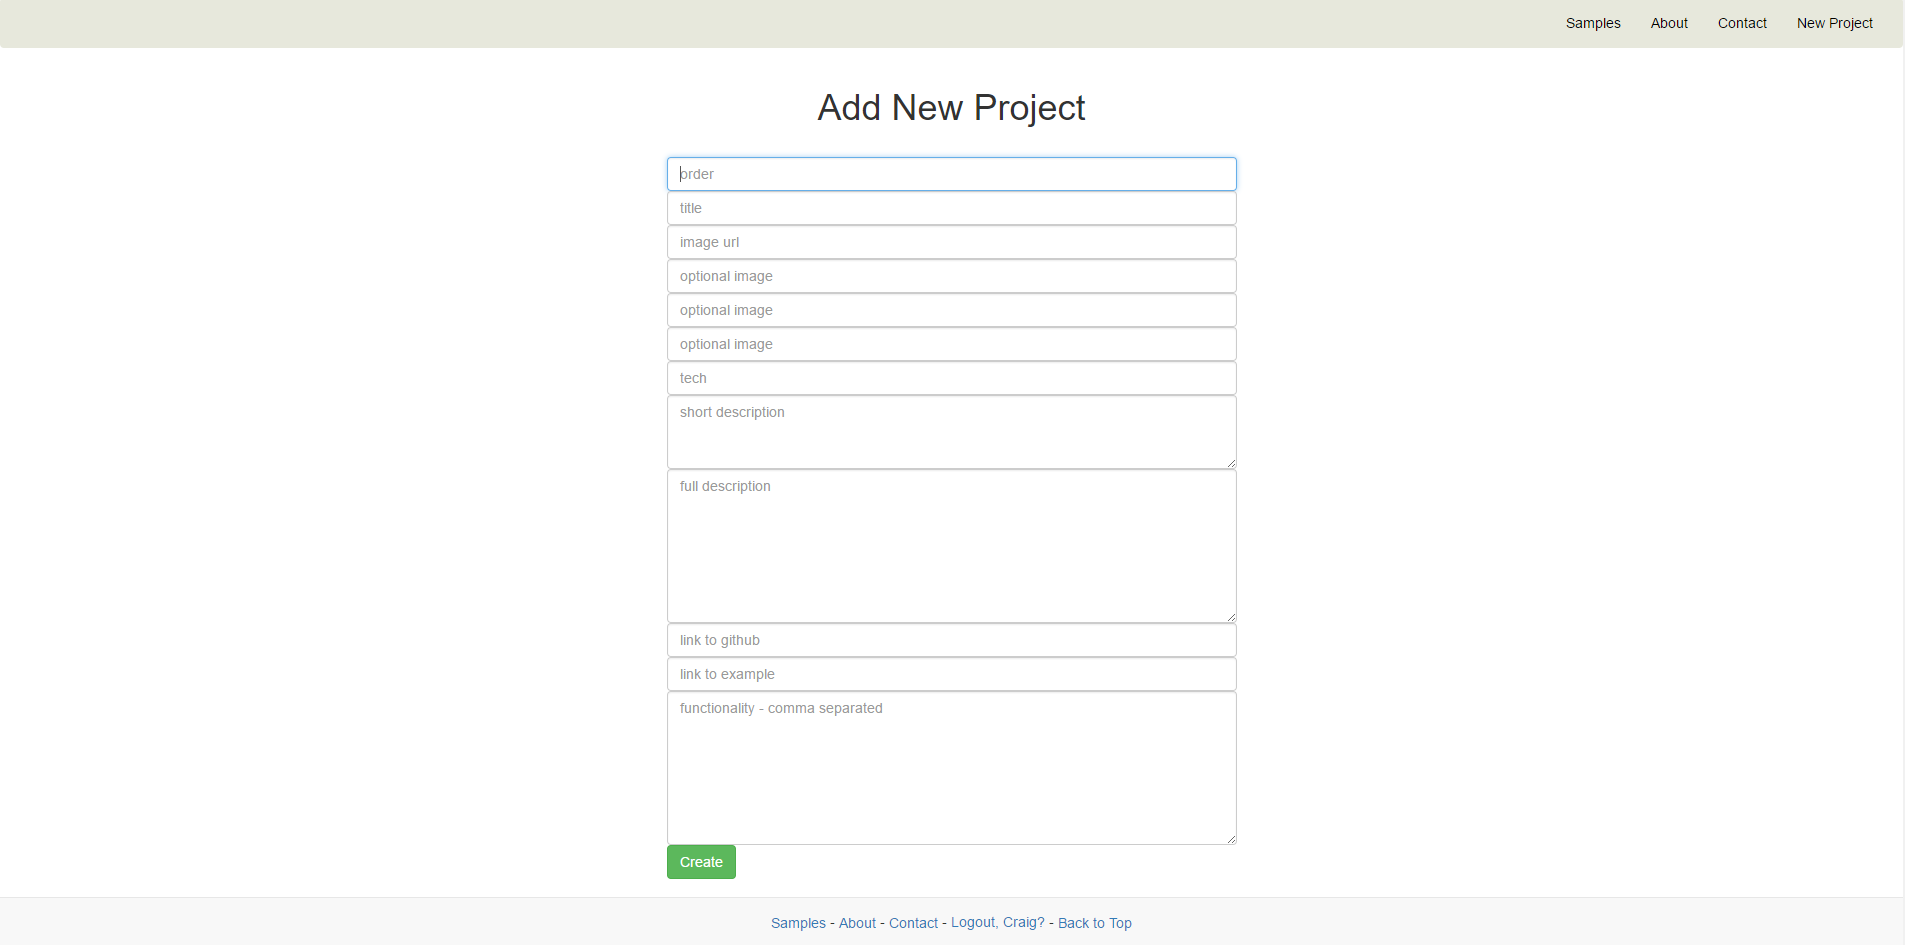 Samples About Contact New Project
Add New Project
order
title
image url
optional image
optional image
optional image
tech
short description
full description
link to github
link to example
functionality - comma separated
Create
Samples - About - Contact - Logout, Craig? - Back to Top